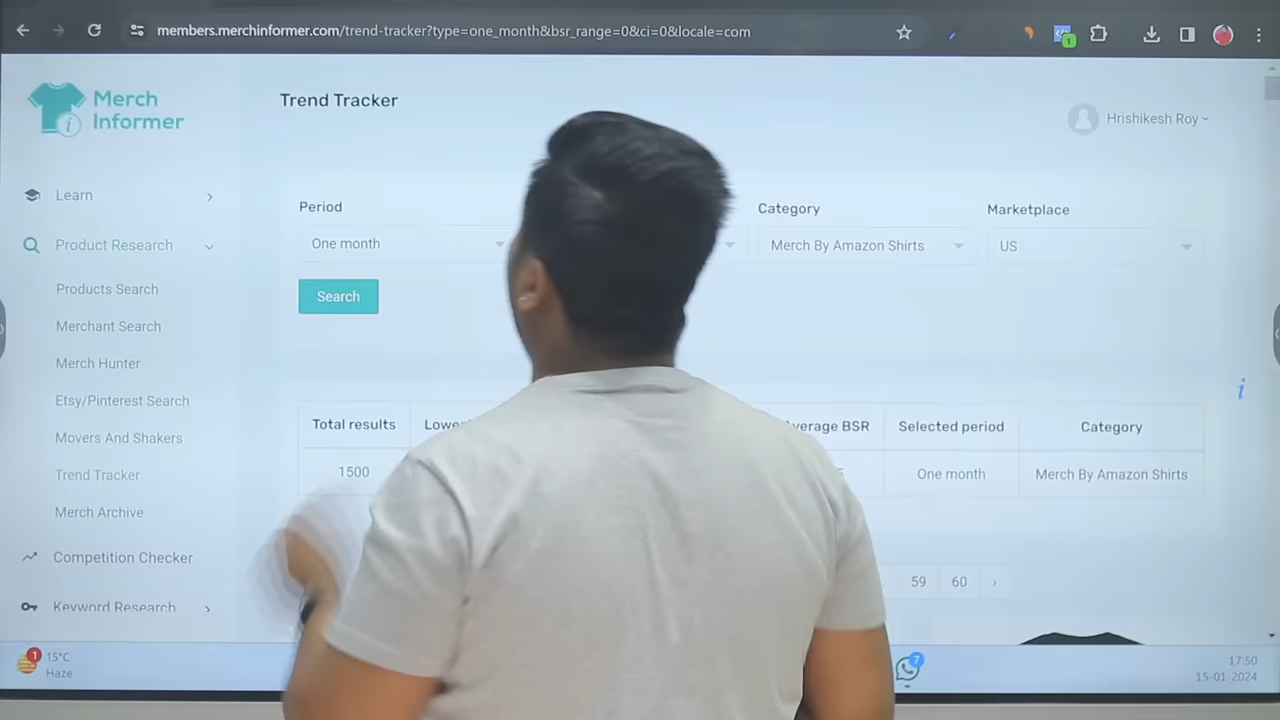 members.merchinformer.com/trend-tracker?type=one_month&bsr_range=0&ci=0&locale=com
1
Merch
Informer
i
Trend Tracker
Hrishikesh Roy
Learn
Product Research
Products Search
Merchant Search
Merch Hunter
Etsy/Pinterest Search
Movers And Shakers
Trend Tracker
Merch Archive
Competition Checker
Keyword Research
Period
Category
Marketplace
One month
Merch By Amazon Shirts
US
Search
i
Total results
BSR
Selected period
Category
1500
One month
Merch By Amazon Shirts
59 60 ›
1
15°C
Haze
7
17:50
15-01-2024